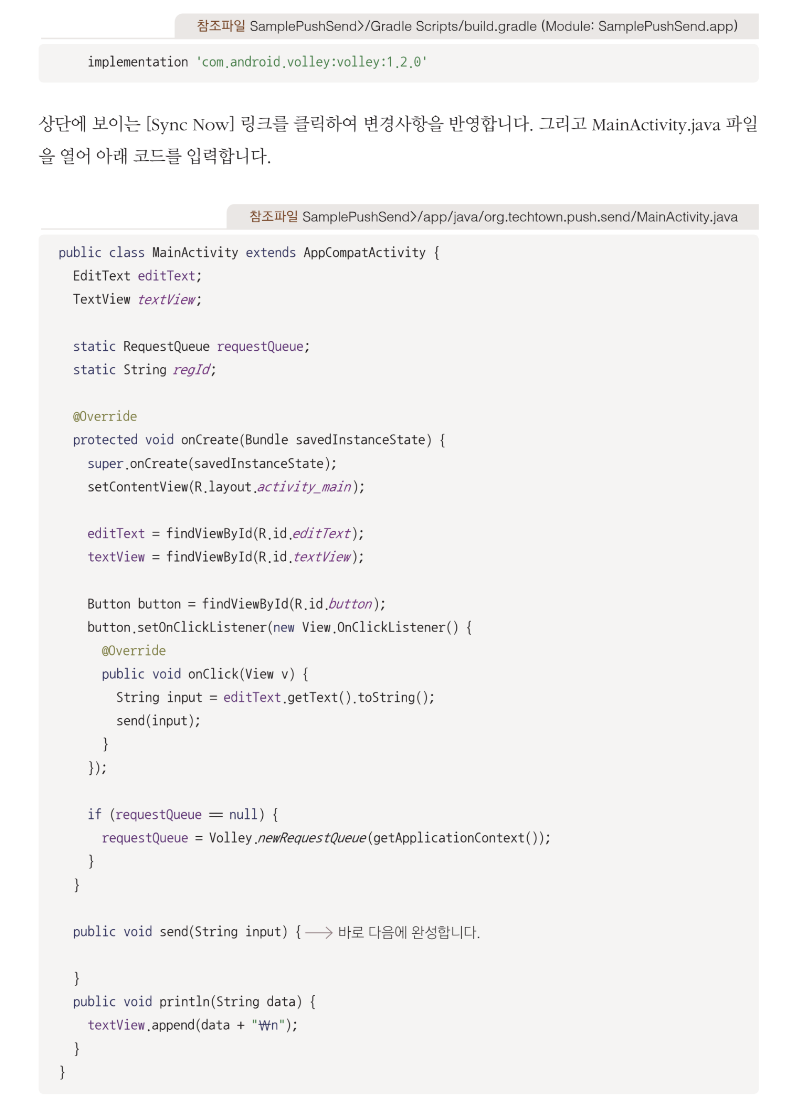 참조파일 SamplePushSend>/Gradle Scripts/build.gradle (Module: SamplePushSend.app)
implementation 'com.android.volley:volley:1.2.0'
상단에 보이는 [Sync Now] 링크를 클릭하여 변경사항을 반영합니다. 그리고 MainActivity.java 파일
을 열어 아래 코드를 입력합니다.
참조파일 SamplePushSend>/app/java/org.techtown.push.send/MainActivity.java
public class MainActivity extends AppCompatActivity {
EditText editText;
TextView textView;
static RequestQueue requestQueue;
static String regId;
@Override
protected void onCreate(Bundle savedInstanceState) {
super.onCreate(savedInstanceState);
setContentView(R.layout.activity_main);
editText = findViewById(R.id.editText);
textView = findViewById(R.id.textView);
Button button = findViewById(R.id.button);
button.setOnClickListener(new View.OnClickListener() {
@Override
public void onClick(View v) {
String input = editText.getText().toString();
send(input);
}
});
if (requestQueue == null) {
requestQueue = Volley.newRequestQueue(getApplicationContext());
}
}
public void send(String input) { ⟶ 바로 다음에 완성합니다.
}
public void println(String data) {
textView.append(data + "₩n");
}
}